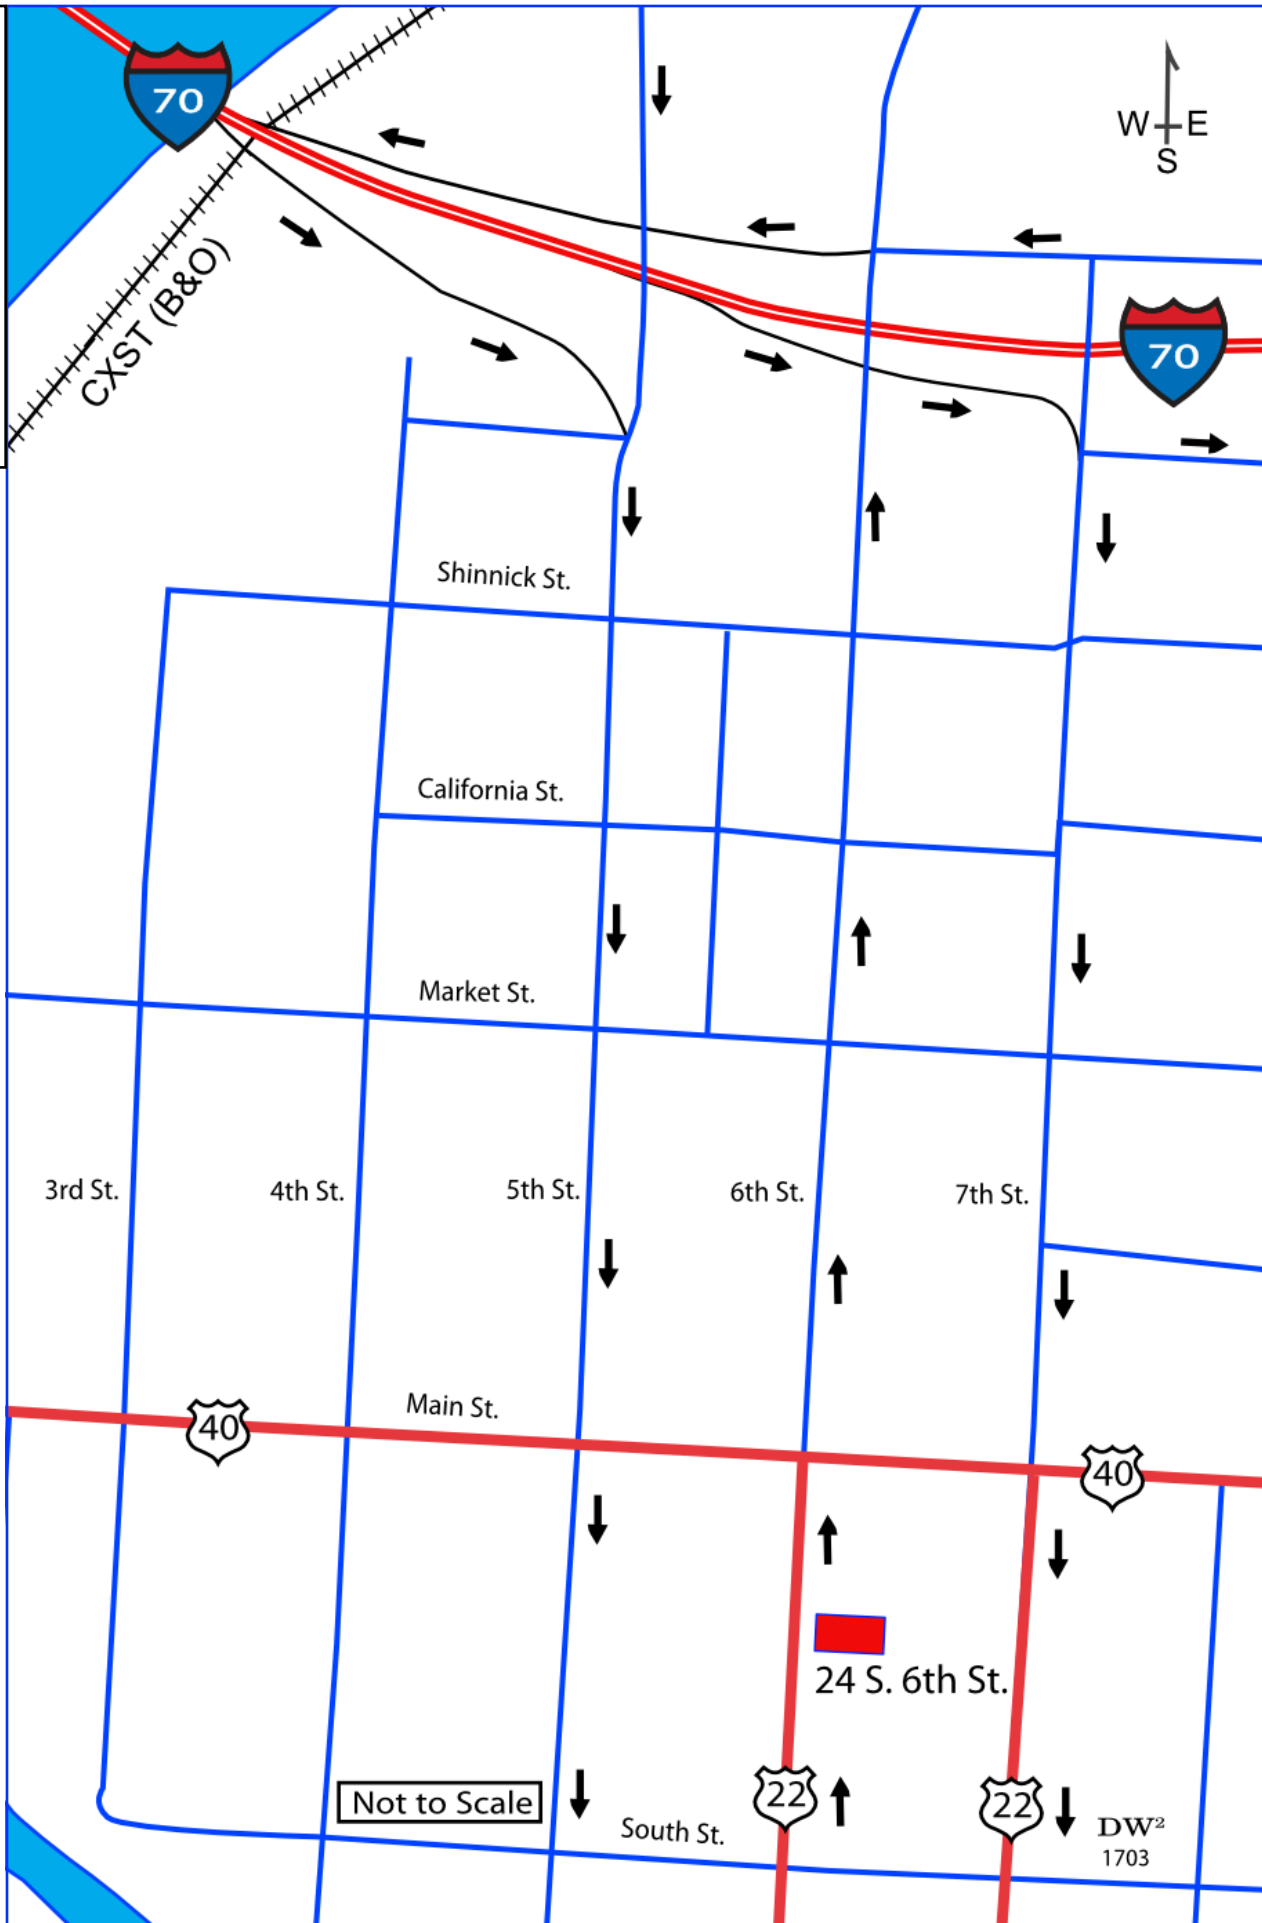 70
W E
S
CXST (B&O)
70
Shinnick St.
California St.
Market St.
3rd St.
4th St.
5th St.
6th St.
7th St.
Main St.
40
40
24 S. 6th St.
Not to Scale
22
22
South St.
DW²
1703